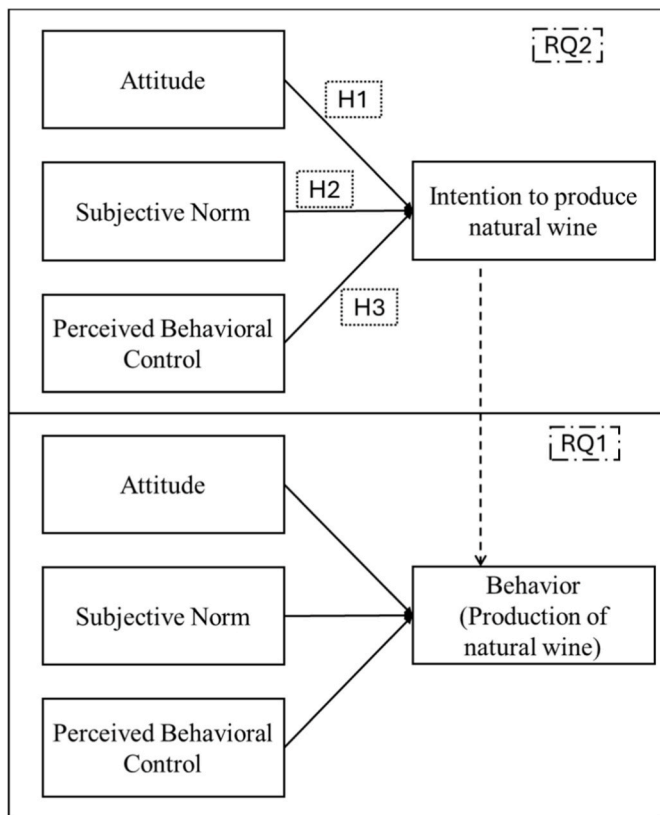 RQ2
Attitude
H1
Subjective Norm
H2
Intention to produce
natural wine
H3
Perceived Behavioral
Control
RQ1
Attitude
Subjective Norm
Behavior
(Production of
natural wine)
Perceived Behavioral
Control